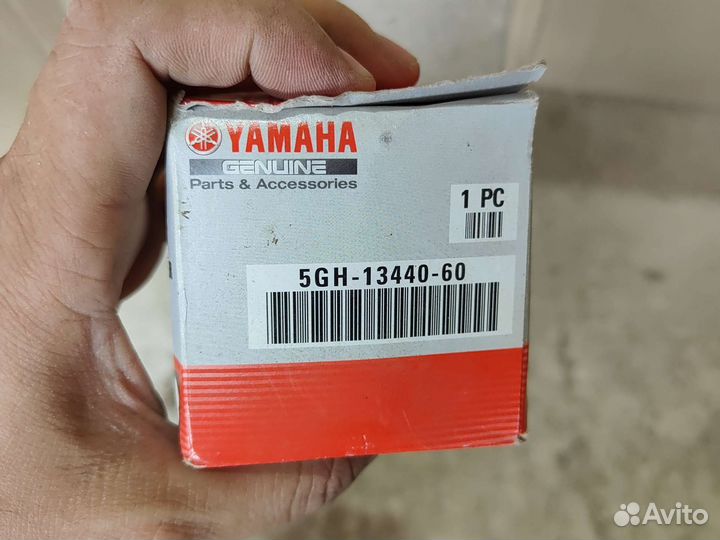 YAMAHA
GENUINE
Parts & Accessories
1 PC
5GH-13440-60
Avito